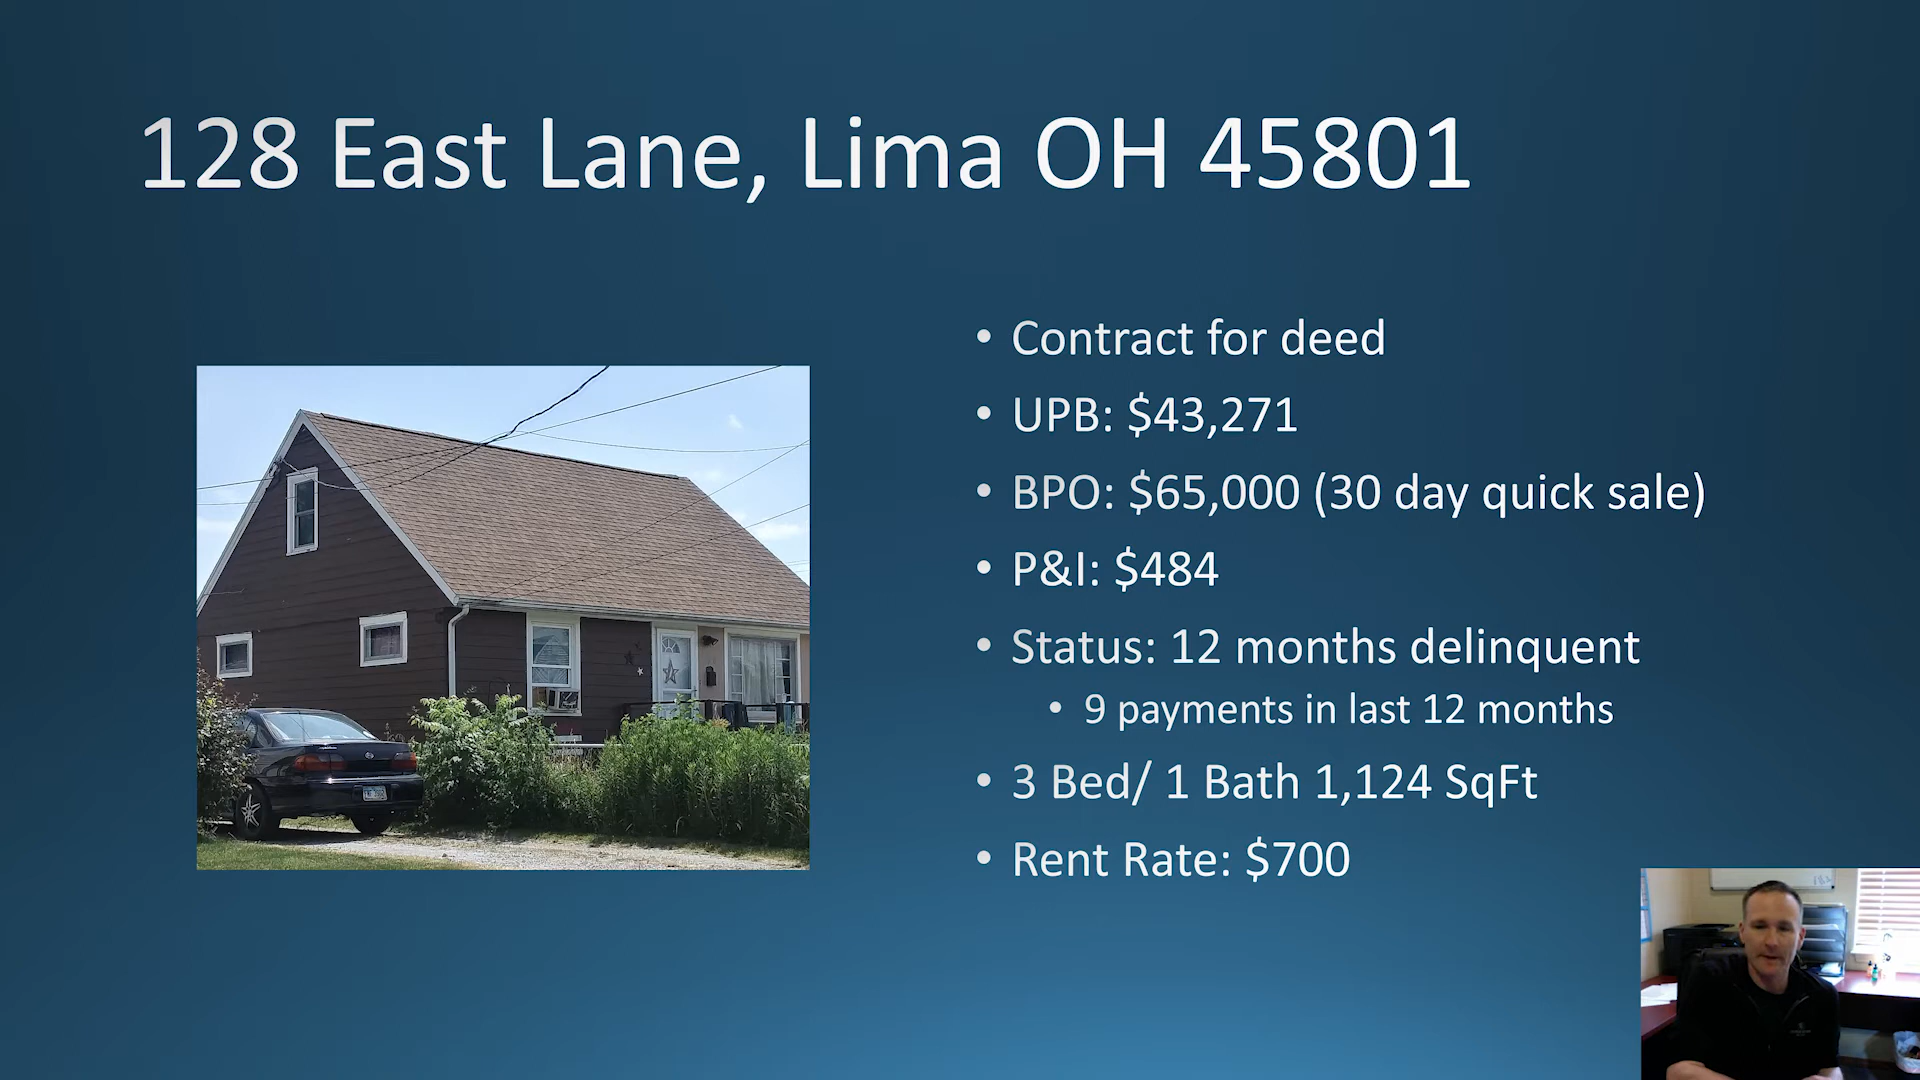 128 East Lane, Lima OH 45801
• Contract for deed
• UPB: $43,271
• BPO: $65,000 (30 day quick sale)
• P&I: $484
• Status: 12 months delinquent
• 9 payments in last 12 months
• 3 Bed/ 1 Bath 1,124 SqFt
• Rent Rate: $700